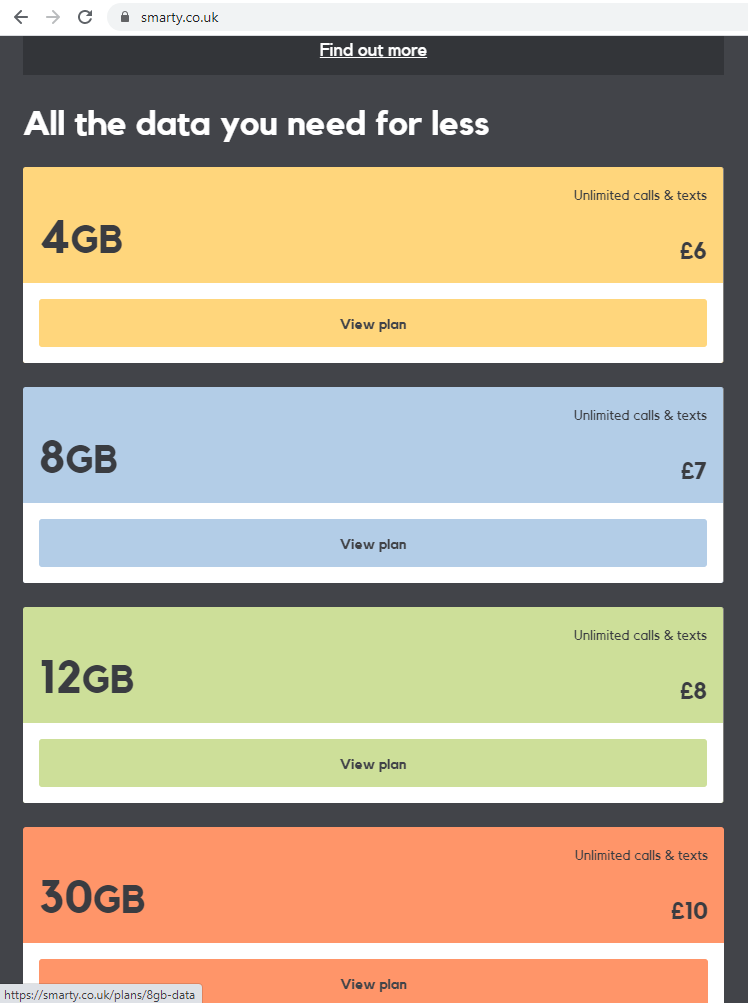 smarty.co.uk
Find out more
All the data you need for less
Unlimited calls & texts
4GB
£6
View plan
Unlimited calls & texts
8GB
£7
View plan
Unlimited calls & texts
12GB
£8
View plan
Unlimited calls & texts
30GB
£10
View plan
https://smarty.co.uk/plans/8gb-data